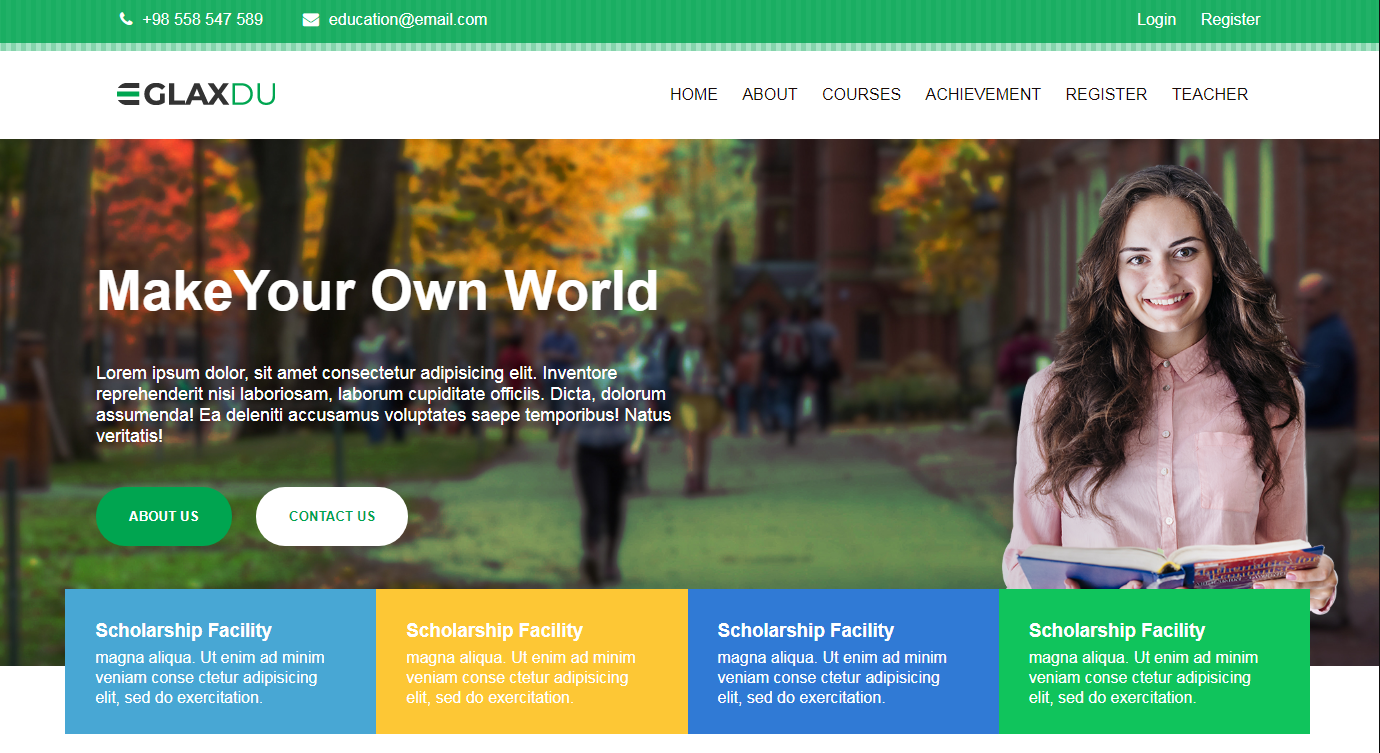 +98 558 547 589 education@email.com Login Register
GLAXDU HOME ABOUT COURSES ACHIEVEMENT REGISTER TEACHER
MakeYour Own World
Lorem ipsum dolor, sit amet consectetur adipisicing elit. Inventore
reprehenderit nisi laboriosam, laborum cupiditate officiis. Dicta, dolorum
assumenda! Ea deleniti accusamus voluptates saepe temporibus! Natus
veritatis!
ABOUT US CONTACT US
Scholarship Facility
magna aliqua. Ut enim ad minim
veniam conse ctetur adipisicing
elit, sed do exercitation.
Scholarship Facility
magna aliqua. Ut enim ad minim
veniam conse ctetur adipisicing
elit, sed do exercitation.
Scholarship Facility
magna aliqua. Ut enim ad minim
veniam conse ctetur adipisicing
elit, sed do exercitation.
Scholarship Facility
magna aliqua. Ut enim ad minim
veniam conse ctetur adipisicing
elit, sed do exercitation.